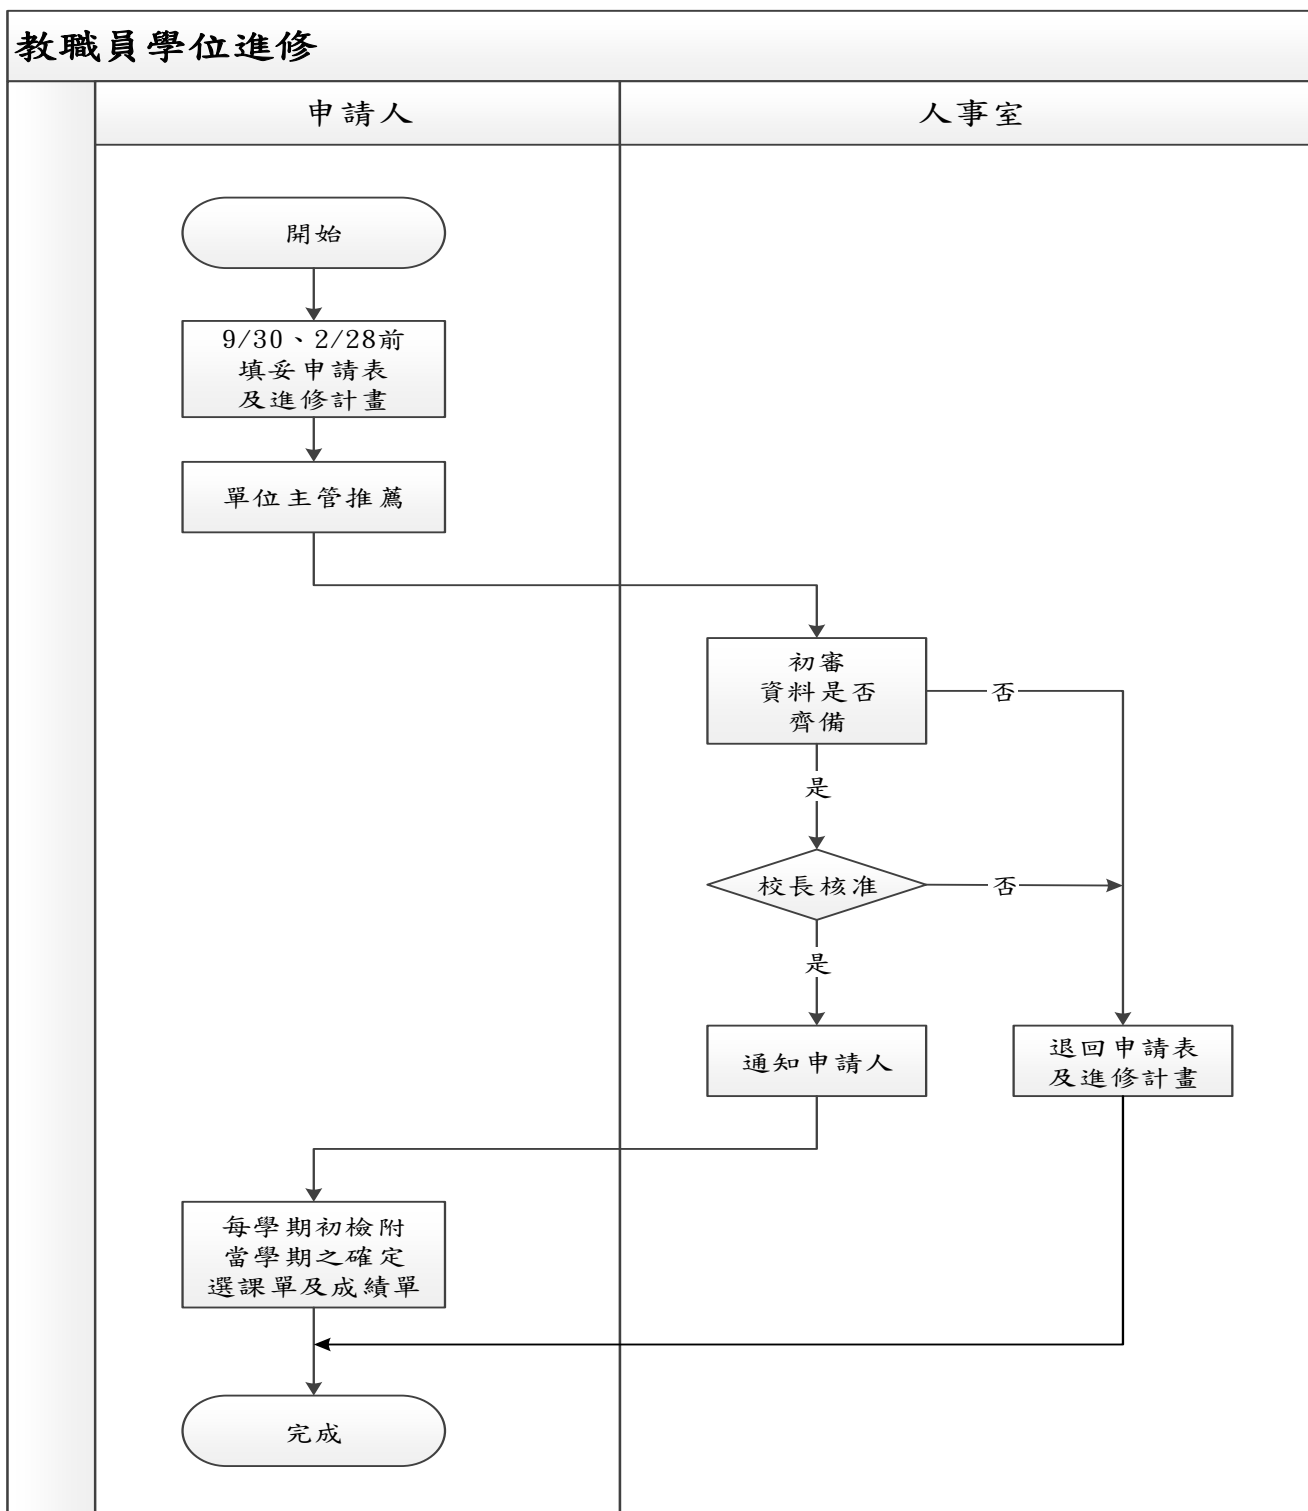 教職員學位進修
申請人
人事室
開始
9/30、2/28前
填妥申請表
及進修計畫
單位主管推薦
初審
資料是否
齊備
否
是
校長核准
否
是
通知申請人
退回申請表
及進修計畫
每學期初檢附
當學期之確定
選課單及成績單
完成